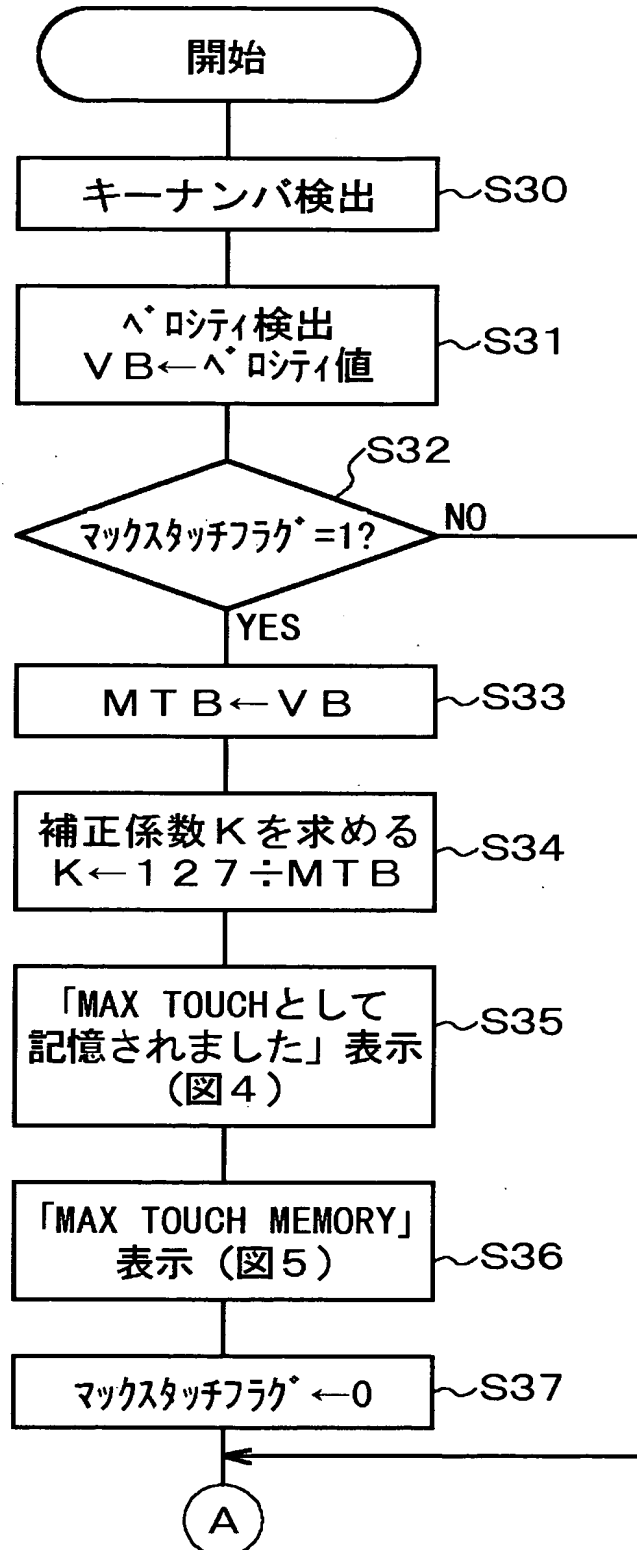 開始
キーナンバ検出
S30
ﾍﾞﾛｼﾃｨ検出
ＶＢ←ﾍﾞﾛｼﾃｨ値
S31
S32
ﾏｯｸｽﾀｯﾁﾌﾗｸﾞ=1?
NO
YES
ＭＴＢ←ＶＢ
S33
補正係数Ｋを求める
Ｋ←１２７÷MTB
S34
｢MAX TOUCHとして
記憶されました｣表示
(図４)
S35
｢MAX TOUCH MEMORY｣
表示(図５)
S36
ﾏｯｸｽﾀｯﾁﾌﾗｸﾞ←0
S37
A